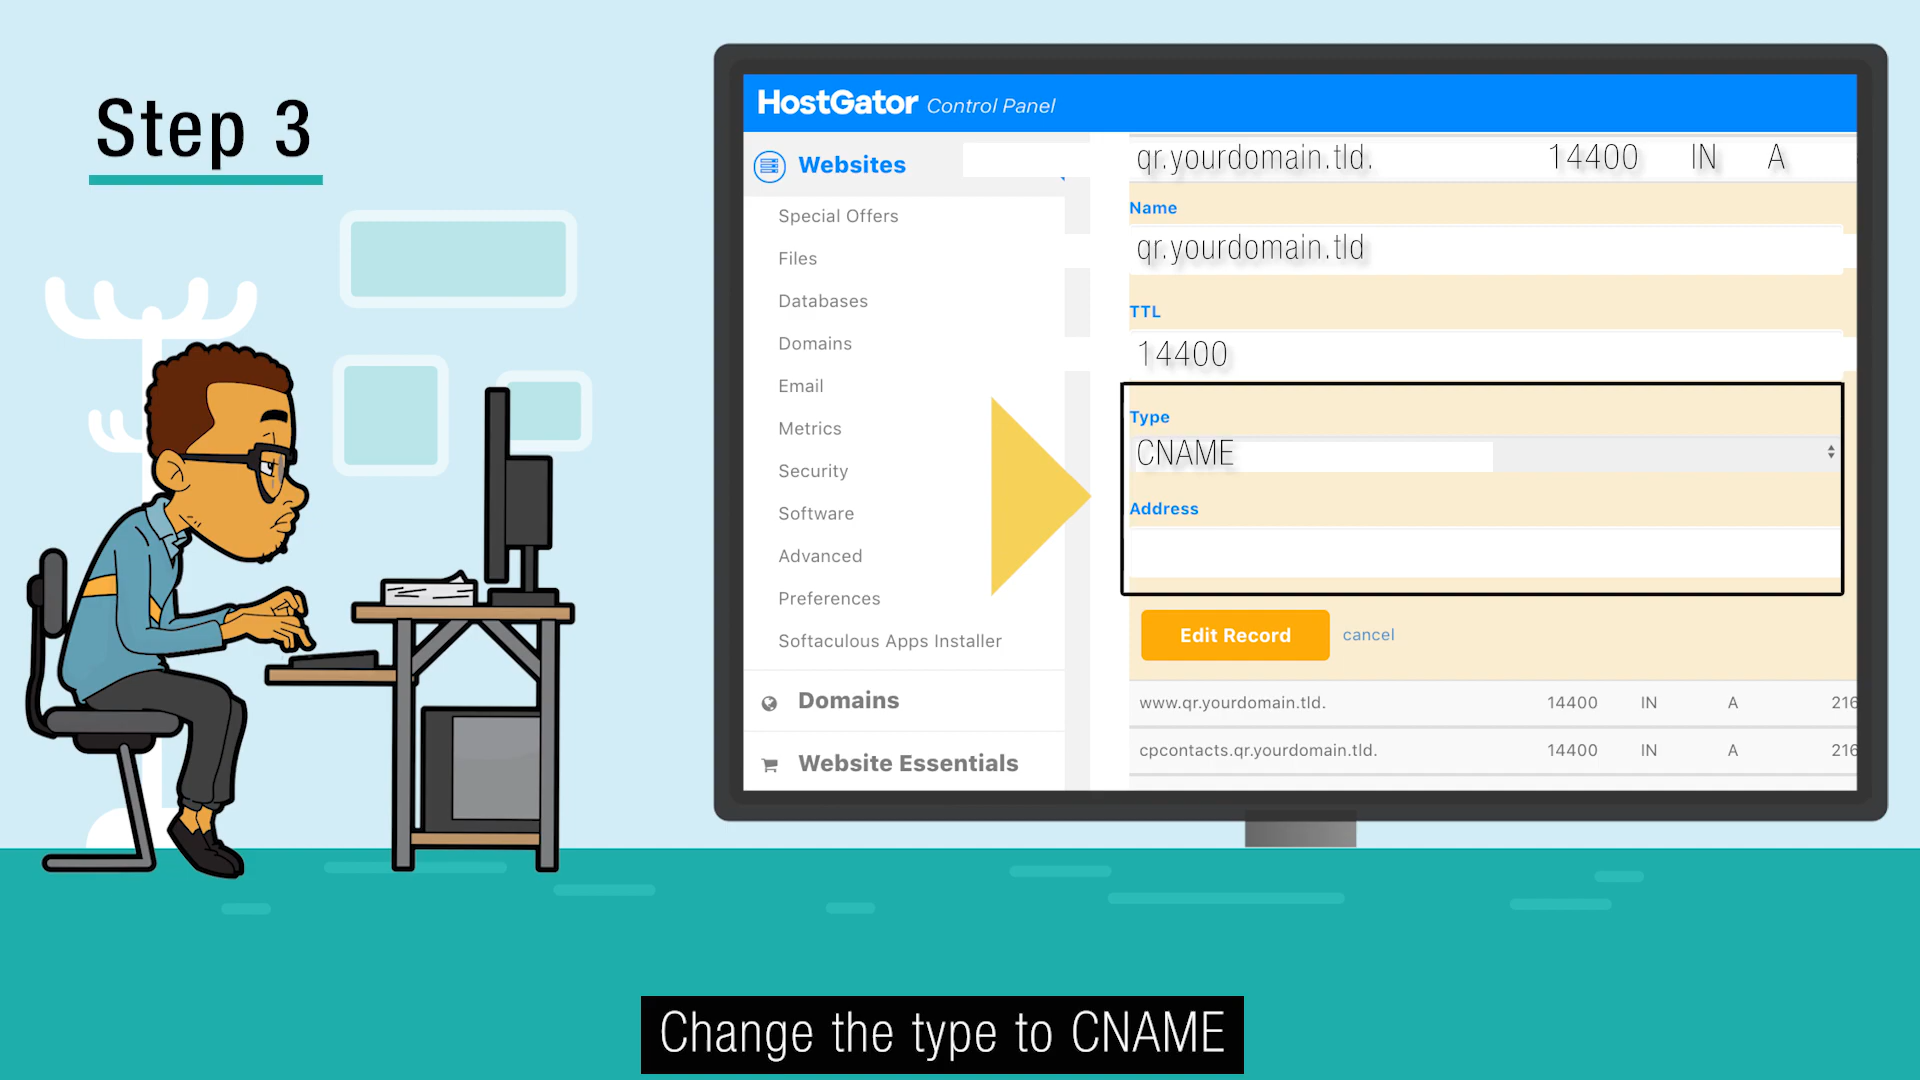 Step 3
HostGator Control Panel
Websites
Special Offers
Files
Databases
Domains
Email
Metrics
Security
Software
Advanced
Preferences
Softaculous Apps Installer
Domains
Website Essentials
qr.yourdomain.tld. 14400 IN A
Name
qr.yourdomain.tld
TTL
14400
Type
CNAME
Address
Edit Record cancel
www.qr.yourdomain.tld. 14400 IN A 216
cpcontacts.qr.yourdomain.tld. 14400 IN A 216
Change the type to CNAME